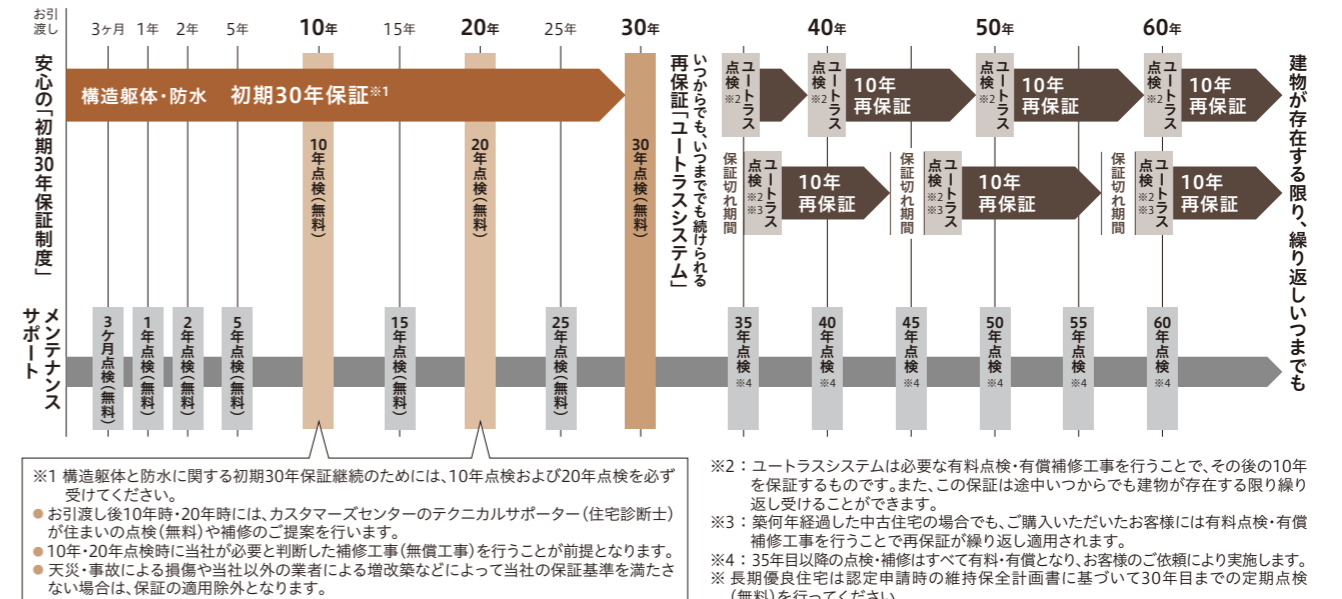 お引
渡し
3ヶ月 1年 2年 5年 10年 15年 20年 25年 30年 40年 50年 60年
安心の「初期30年保証制度」
構造躯体・防水 初期30年保証※1
10年点検(無料)
20年点検(無料)
30年点検(無料)
いつからでも、いつまででも続けられる
再保証「ユートラスシステム」
ユートラス
点検※2
ユートラス
点検※2
10年
再保証
ユートラス
点検※2
10年
再保証
ユートラス
点検※2
10年
再保証
保証切れ期間
ユートラス
点検※2※3
10年
再保証
保証切れ期間
ユートラス
点検※2※3
10年
再保証
保証切れ期間
ユートラス
点検※2※3
10年
再保証
建物が存在する限り、繰り返しいつまでも
メンテナンス
サポート
3ケ月点検(無料)
1年点検(無料)
2年点検(無料)
5年点検(無料)
15年点検(無料)
25年点検(無料)
35年点検※4
40年点検※4
45年点検※4
50年点検※4
55年点検※4
60年点検※4
※1 構造躯体と防水に関する初期30年保証継続のためには、10年点検および20年点検を必ず
受けてください。
● お引渡し後10年時・20年時には、カスタマーズセンターのテクニカルサポーター(住宅診断士)
が住まいの点検(無料)や補修のご提案を行います。
● 10年・20年点検時に当社が必要と判断した補修工事(無償工事)を行うことが前提となります。
● 天災・事故による損傷や当社以外の業者による増改築などによって当社の保証基準を満たさ
ない場合は、保証の適用除外となります。
※2：ユートラスシステムは必要な有料点検・有償補修工事を行うことで、その後の10年
を保証するものです。また、この保証は途中いつからでも建物が存在する限り繰り
返し受けることができます。
※3：築何年経過した中古住宅の場合でも、ご購入いただいたお客様には有料点検・有償
補修工事を行うことで再保証が繰り返し適用されます。
※4：35年目以降の点検・補修はすべて有料・有償となり、お客様のご依頼により実施します。
※ 長期優良住宅は認定申請時の維持保全計画書に基づいて30年目までの定期点検
(無料)を行ってください。